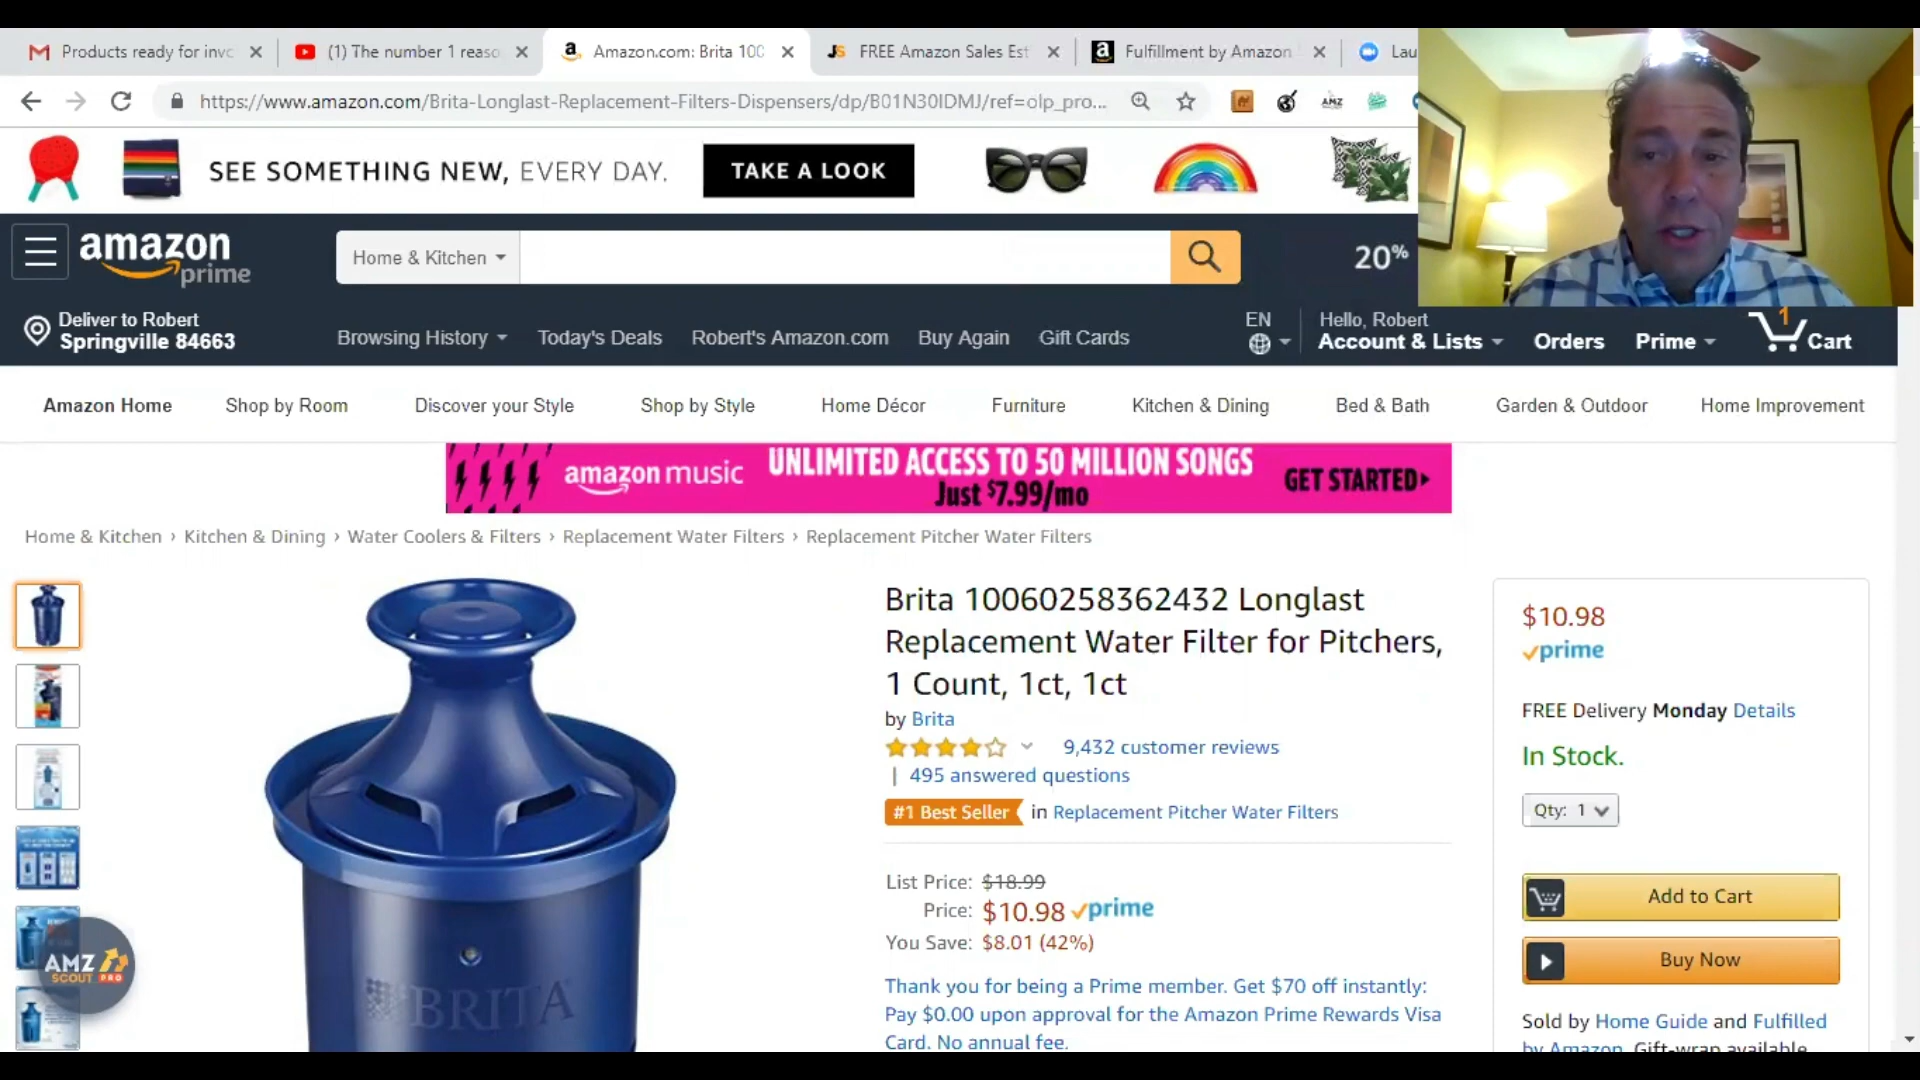 Products ready for invo
(1) The number 1 reaso
Amazon.com: Brita 100
FREE Amazon Sales Est
Fulfillment by Amazon
Lau
https://www.amazon.com/Brita-Longlast-Replacement-Filters-Dispensers/dp/B01N30IDMJ/ref=olp_pro...
AMZ
SEE SOMETHING NEW, EVERY DAY.
TAKE A LOOK
amazon prime
Home & Kitchen
20%
Deliver to Robert
Springville 84663
Browsing History
Today's Deals
Robert's Amazon.com
Buy Again
Gift Cards
EN
Hello, Robert
Account & Lists
Orders
Prime
1
Cart
Amazon Home
Shop by Room
Discover your Style
Shop by Style
Home Décor
Furniture
Kitchen & Dining
Bed & Bath
Garden & Outdoor
Home Improvement
amazon music
UNLIMITED ACCESS TO 50 MILLION SONGS
Just $7.99/mo
GET STARTED
Home & Kitchen › Kitchen & Dining › Water Coolers & Filters › Replacement Water Filters › Replacement Pitcher Water Filters
Brita 10060258362432 Longlast
Replacement Water Filter for Pitchers,
1 Count, 1ct, 1ct
by Brita
9,432 customer reviews
| 495 answered questions
#1 Best Seller in Replacement Pitcher Water Filters
List Price: $18.99
Price: $10.98 prime
You Save: $8.01 (42%)
Thank you for being a Prime member. Get $70 off instantly:
Pay $0.00 upon approval for the Amazon Prime Rewards Visa
Card. No annual fee.
BRITA
AMZ
SCOUT PRO
$10.98
prime
FREE Delivery Monday Details
In Stock.
Qty: 1
Add to Cart
Buy Now
Sold by Home Guide and Fulfilled
by Amazon. Gift-wrap available